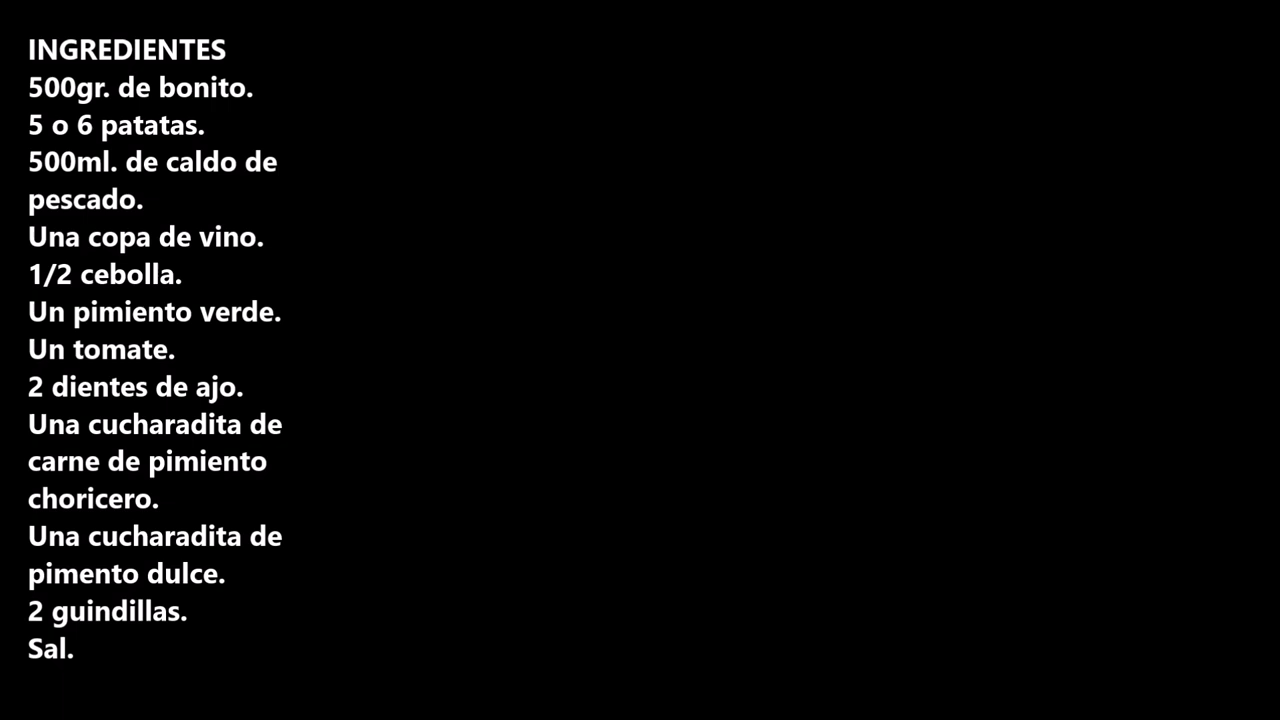 INGREDIENTES
500gr. de bonito.
5 o 6 patatas.
500ml. de caldo de
pescado.
Una copa de vino.
1/2 cebolla.
Un pimiento verde.
Un tomate.
2 dientes de ajo.
Una cucharadita de
carne de pimiento
choricero.
Una cucharadita de
pimento dulce.
2 guindillas.
Sal.